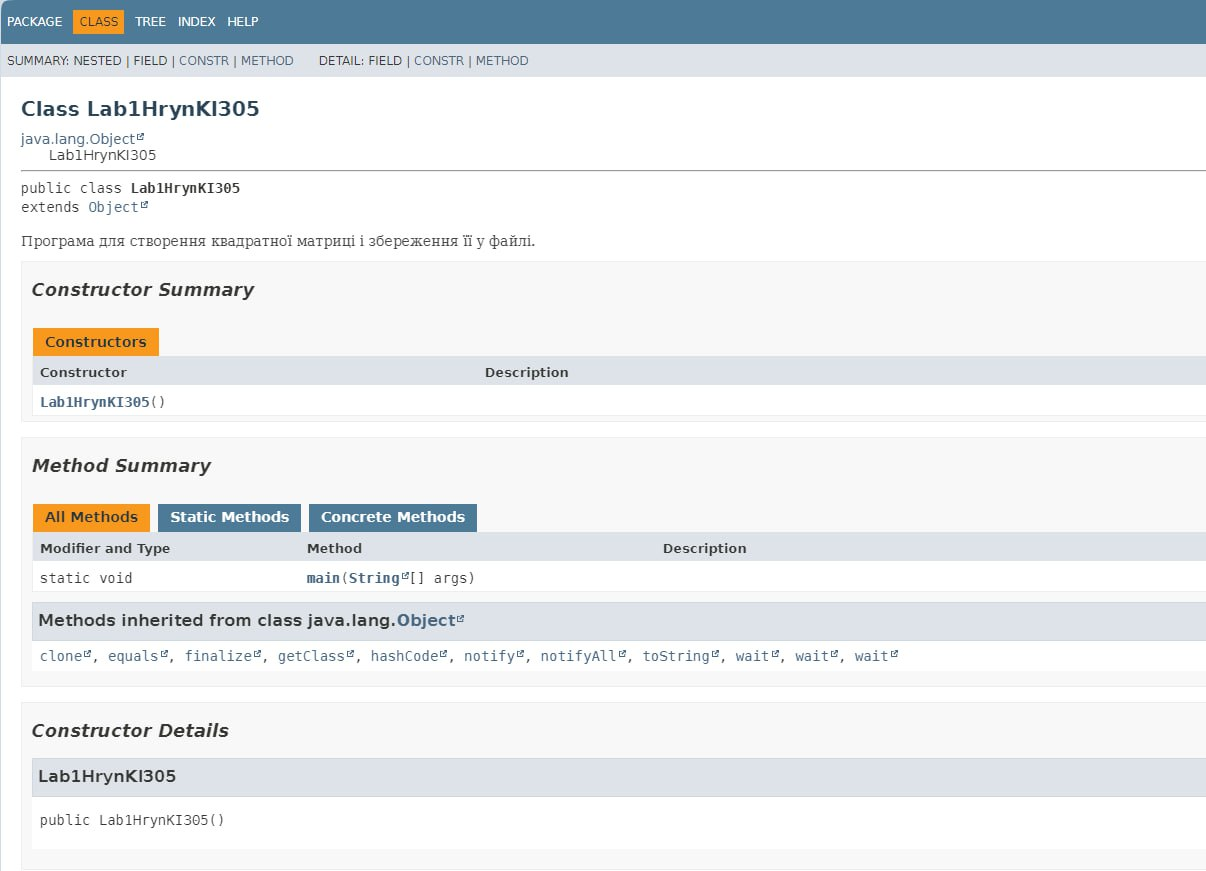 PACKAGE CLASS TREE INDEX HELP
SUMMARY: NESTED | FIELD | CONSTR | METHOD DETAIL: FIELD | CONSTR | METHOD
Class Lab1HrynKI305
java.lang.Object
Lab1HrynKI305
public class Lab1HrynKI305
extends Object
Програма для створення квадратної матриці і збереження її у файлі.
Constructor Summary
Constructors
Constructor Description
Lab1HrynKI305()
Method Summary
All Methods Static Methods Concrete Methods
Modifier and Type Method Description
static void main(String[] args)
Methods inherited from class java.lang.Object
clone, equals, finalize, getClass, hashCode, notify, notifyAll, toString, wait, wait, wait
Constructor Details
Lab1HrynKI305
public Lab1HrynKI305()